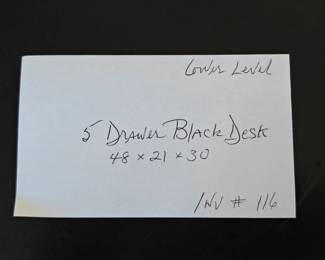 Lower Level
5 Drawer Black Desk
48 x 21 x 30
INV # 116